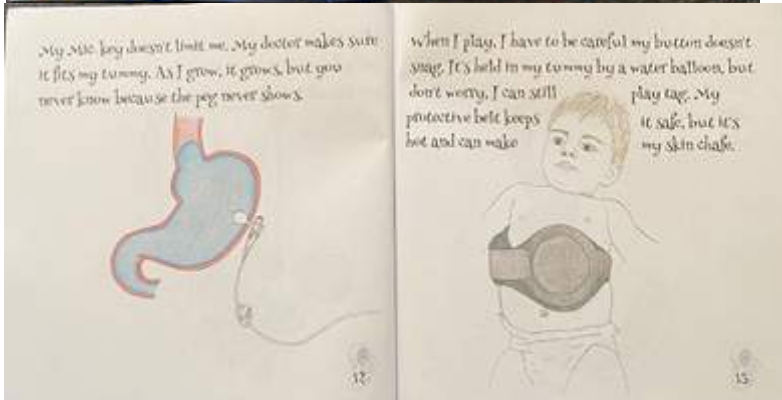 My Mic-key doesn't limit me. My doctor makes sure
it fits my tummy. As I grow, it grows, but you
never know because the peg never shows.
12
When I play, I have to be careful my button doesn't
snag. It's held in my tummy by a water balloon, but
don't worry, I can still play tag. My
protective belt keeps it safe, but it's
hot and can make my skin chafe.
13